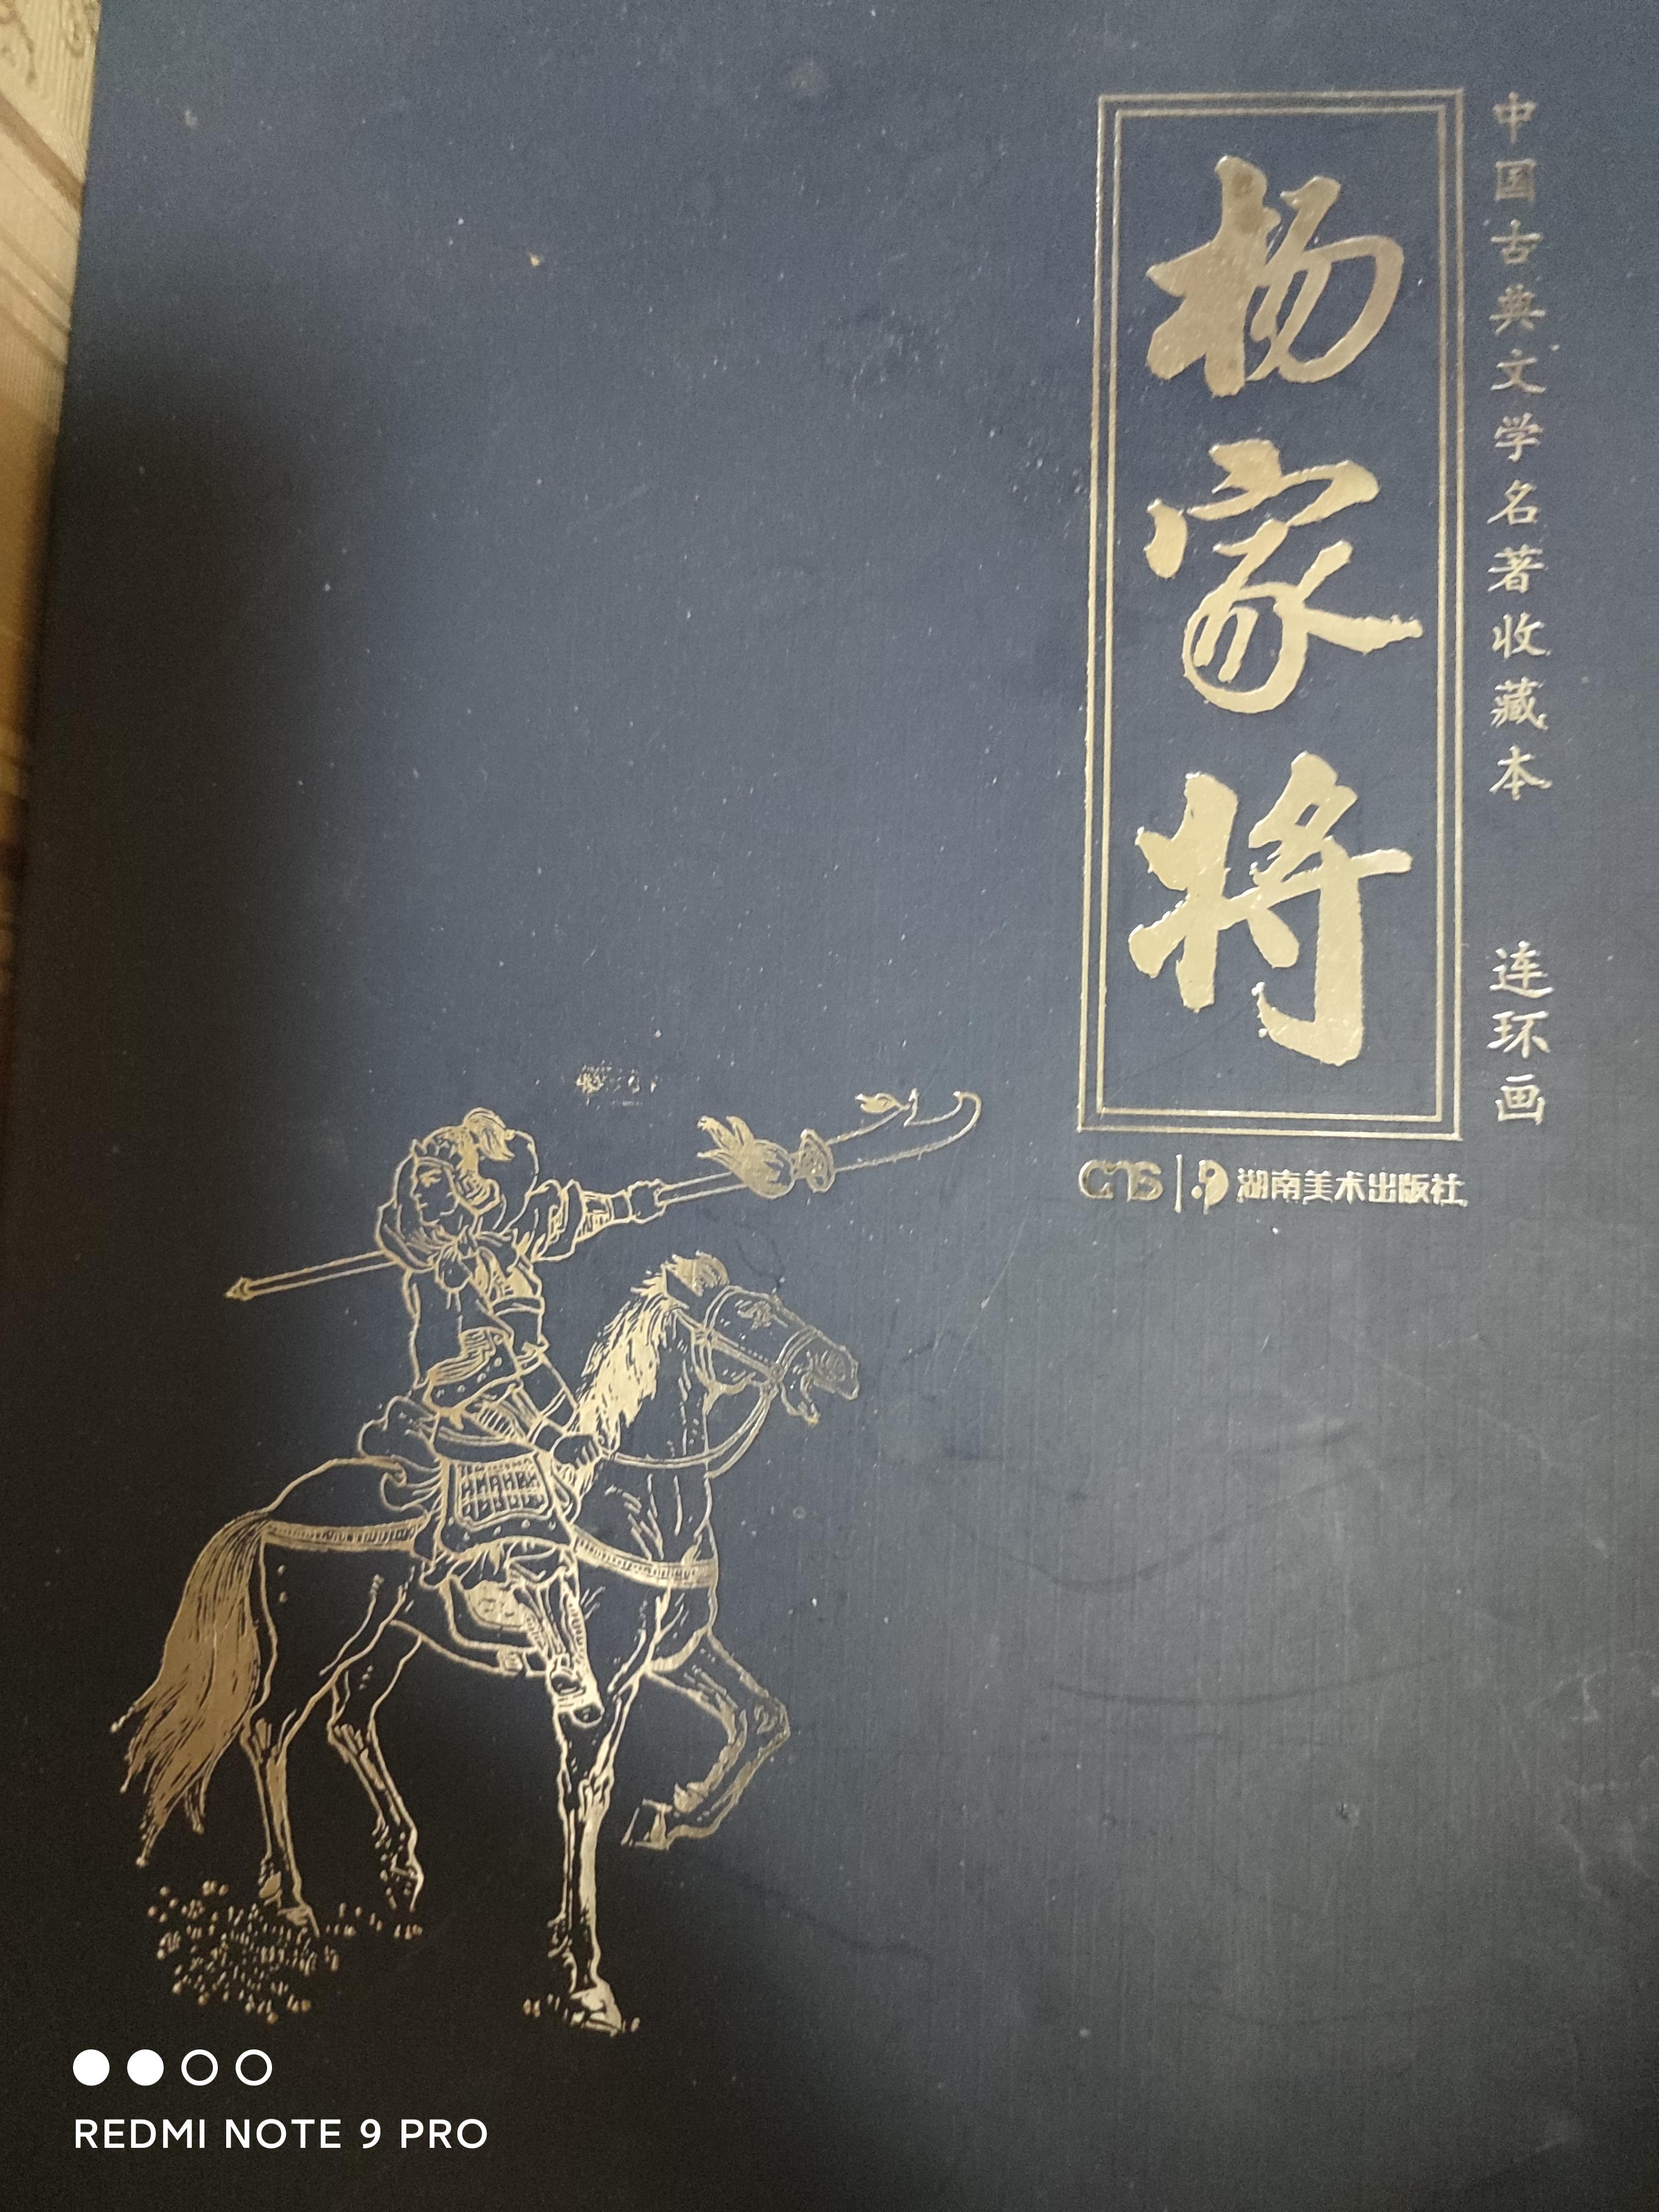 中国古典文学名著收藏本 连环画
杨家将
CNS 湖南美术出版社
REDMI NOTE 9 PRO